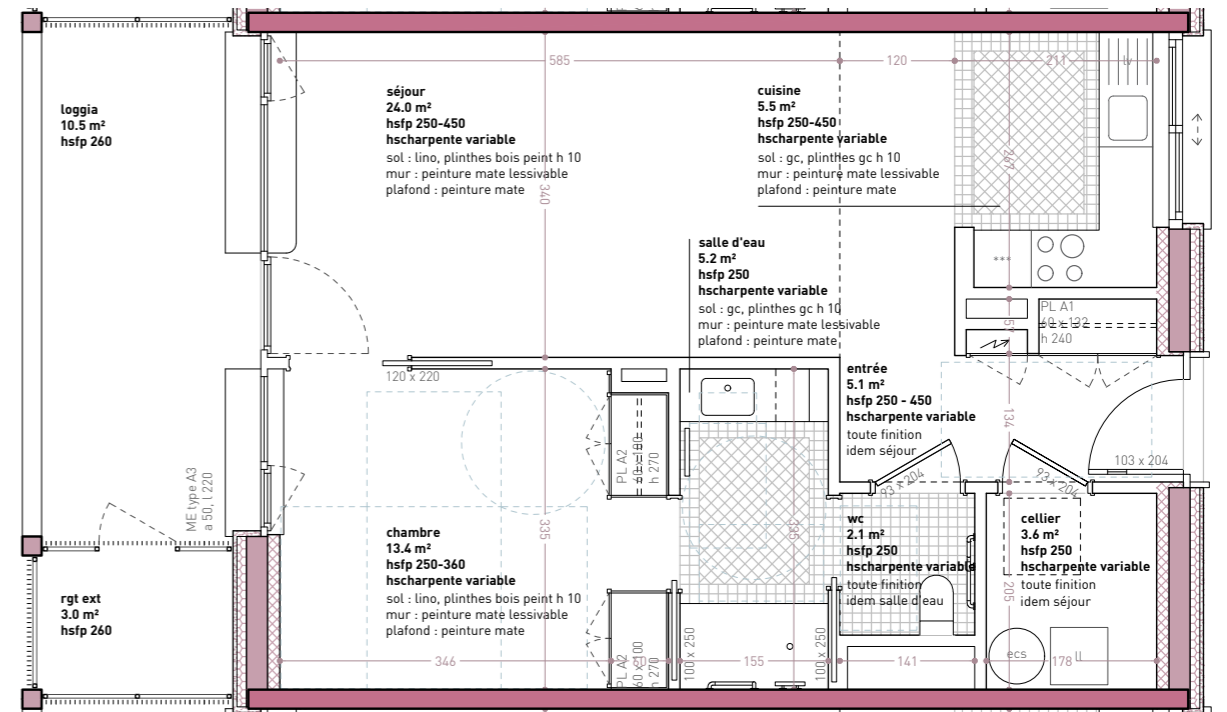 585
120
211
lv
loggia
10.5 m²
hsfp 260
séjour
24.0 m²
hsfp 250-450
hscharpente variable
sol : lino, plinthes bois peint h 10
mur : peinture mate lessivable
plafond : peinture mate
340
cuisine
5.5 m²
hsfp 250-450
hscharpente variable
sol : gc, plinthes gc h 10
mur : peinture mate lessivable
plafond : peinture mate
267
***
salle d'eau
5.2 m²
hsfp 250
hscharpente variable
sol : gc, plinthes gc h 10
mur : peinture mate lessivable
plafond : peinture mate
PL A1
60 x 132
h 240
120 x 220
entrée
5.1 m²
hsfp 250 - 450
hscharpente variable
toute finition
idem séjour
134
103 x 204
93 x 204
93 x 204
PL A2
60 x 100
h 270
ME type A3
a 50, l 220
chambre
13.4 m²
hsfp 250-360
hscharpente variable
sol : lino, plinthes bois peint h 10
mur : peinture mate lessivable
plafond : peinture mate
335
335
wc
2.1 m²
hsfp 250
hscharpente variable
toute finition
idem salle d'eau
cellier
3.6 m²
hsfp 250
hscharpente variable
toute finition
idem séjour
205
rgt ext
3.0 m²
hsfp 260
PL A2
60 x 100
h 270
100 x 250
100 x 250
ecs
ll
346
60
155
141
178